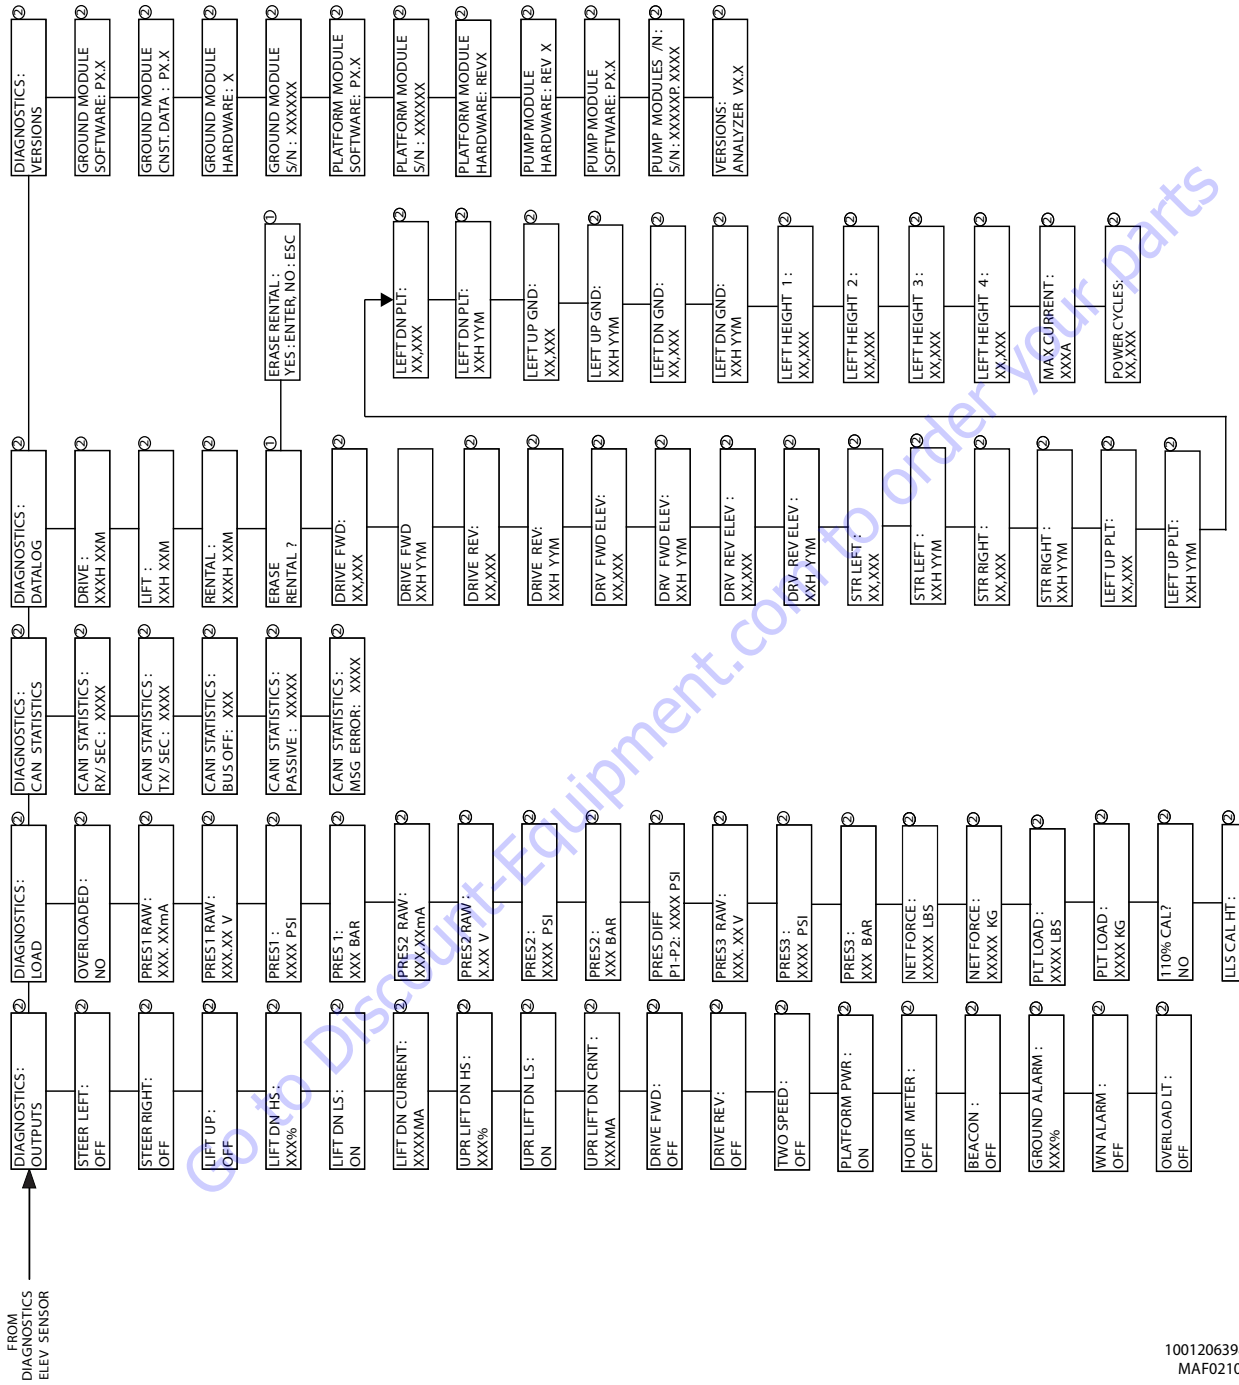 FROM
DIAGNOSTICS
ELEV SENSOR
DIAGNOSTICS :
OUTPUTS
STEER LEFT :
OFF
STEER RIGHT:
OFF
LIFT UP :
OFF
LIFT DN HS :
XXX%
LIFT DN LS :
ON
LIFT DN CURRENT:
XXXXMA
UPR LIFT DN HS :
XXX%
UPR LIFT DN LS :
ON
UPR LIFT DN CRNT :
XXXMA
DRIVE FWD :
OFF
DRIVE REV :
OFF
TWO SPEED :
OFF
PLATFORM PWR :
ON
HOUR METER :
OFF
BEACON :
OFF
GROUND ALARM :
XXX%
WN ALARM :
OFF
OVERLOAD LT :
OFF
DIAGNOSTICS :
LOAD
OVERLOADED :
NO
PRES1 RAW :
XXX. XXmA
PRES1 RAW :
XXX.XX V
PRES1 :
XXXX PSI
PRES 1:
XXX BAR
PRES2 RAW :
XXX.XXmA
PRES2 RAW :
X.XX V
PRES2 :
XXXX PSI
PRES2 :
XXX BAR
PRES DIFF
P1-P2: XXXX PSI
PRES3 RAW :
XXX. XX V
PRES3 :
XXXX PSI
PRES3 :
XXX BAR
NET FORCE :
XXXXX LBS
NET FORCE :
XXXXX KG
PLT LOAD :
XXXX LBS
PLT LOAD :
XXXX KG
110% CAL?
NO
LLS CAL HT :
DIAGNOSTICS :
CAN STATISTICS
CAN1 STATISTICS :
RX/ SEC : XXXX
CAN1 STATISTICS :
TX/ SEC : XXXX
CAN1 STATISTICS :
BUS OFF : XXX
CAN1 STATISTICS :
PASSIVE : XXXXX
CAN1 STATISTICS :
MSG ERROR: XXXX
DIAGNOSTICS :
DATALOG
DRIVE :
XXXH XXM
LIFT :
XXH XXM
RENTAL :
XXXH XXM
ERASE
RENTAL ?
ERASE RENTAL :
YES : ENTER, NO : ESC
DRIVE FWD:
XX,XXX
DRIVE FWD
XXH YYM
DRIVE REV:
XX,XXX
DRIVE REV:
XXH YYM
DRV FWD ELEV:
XX,XXX
DRV FWD ELEV:
XXH YYM
DRV REV ELEV :
XX,XXX
DRV REV ELEV :
XXH YYM
STR LEFT :
XX,XXX
STR LEFT :
XXH YYM
STR RIGHT :
XX,XXX
STR RIGHT :
XXH YYM
LEFT UP PLT:
XX,XXX
LEFT UP PLT:
XXH YYM
LEFT DN PLT:
XX,XXX
LEFT DN PLT:
XXH YYM
LEFT UP GND:
XX,XXX
LEFT UP GND:
XXH YYM
LEFT DN GND:
XX,XXX
LEFT DN GND:
XXH YYM
LEFT HEIGHT 1 :
XX,XXX
LEFT HEIGHT 2 :
XX,XXX
LEFT HEIGHT 3 :
XX,XXX
LEFT HEIGHT 4 :
XX,XXX
MAX CURRENT :
XXXA
POWER CYCLES:
XX,XXX
DIAGNOSTICS :
VERSIONS
GROUND MODULE
SOFTWARE: PX.X
GROUND MODULE
CNST. DATA : PX.X
GROUND MODULE
HARDWARE : X
GROUND MODULE
S/N : XXXXXX
PLATFORM MODULE
SOFTWARE: PX.X
PLATFORM MODULE
S/N : XXXXXX
PLATFORM MODULE
HARDWARE: REVX
PUMP MODULE
HARDWARE : REV X
PUMP MODULE
SOFTWARE: PX.X
PUMP MODULES /N :
S/N : XXXXXP. XXXX
VERSIONS:
ANALYZER VX.X
Go to Discount-Equipment.com to order your parts
100120639
MAF0210